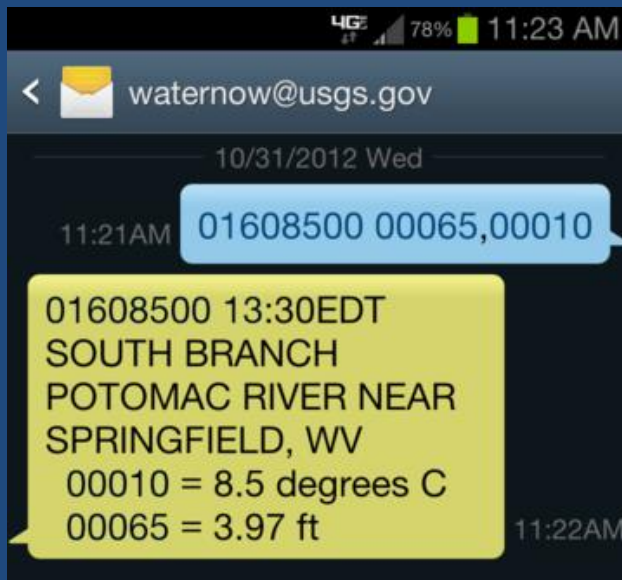 4GE 78% 11:23 AM
< waternow@usgs.gov
10/31/2012 Wed
11:21AM 01608500 00065,00010
01608500 13:30EDT
SOUTH BRANCH
POTOMAC RIVER NEAR
SPRINGFIELD, WV
00010 = 8.5 degrees C
00065 = 3.97 ft 11:22AM